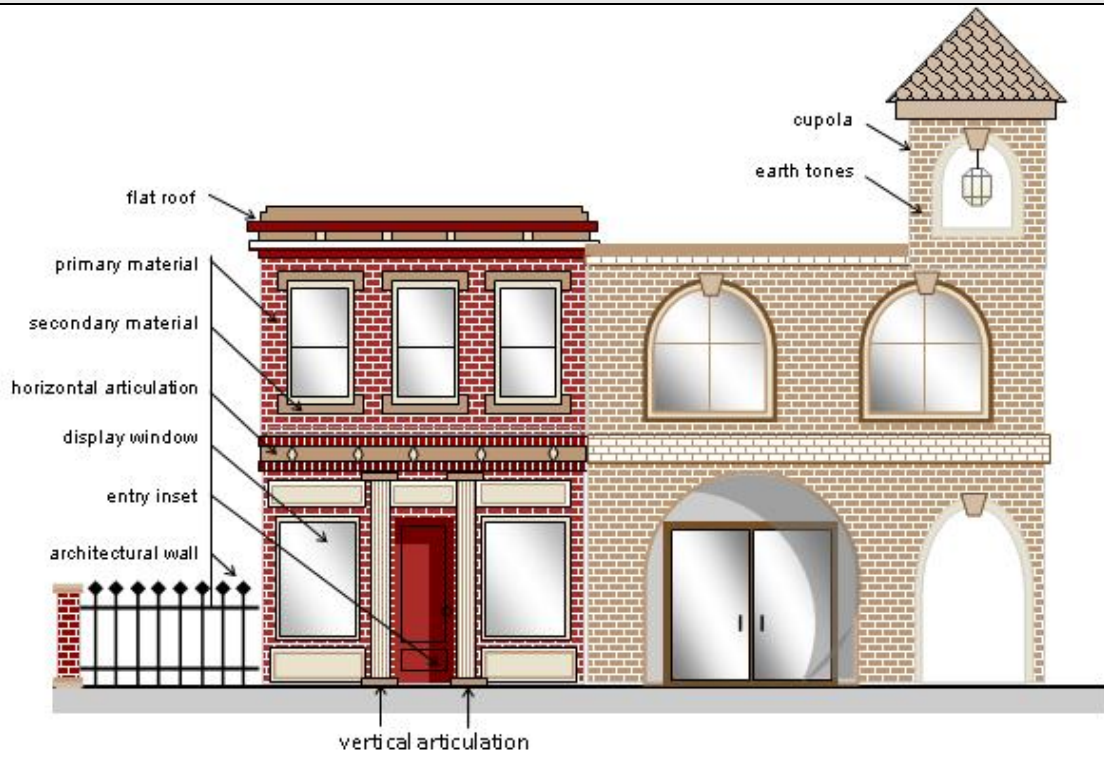 cupola
earth tones
flat roof
primary material
secondary material
horizontal articulation
display window
entry inset
architectural wall
vertical articulation